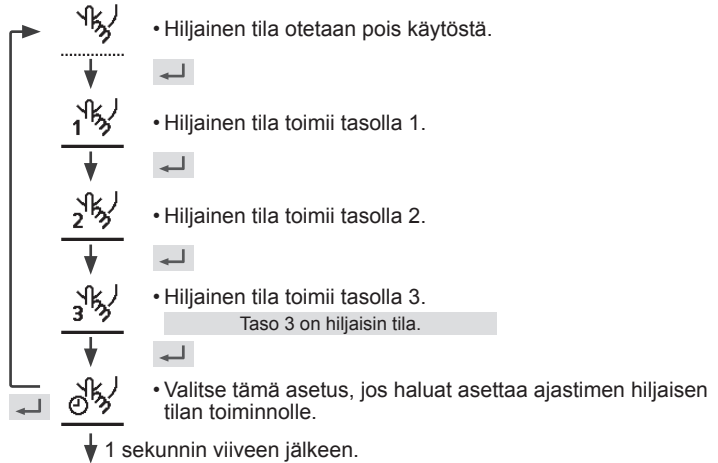 • Hiljainen tila otetaan pois käytöstä.
1
• Hiljainen tila toimii tasolla 1.
2
• Hiljainen tila toimii tasolla 2.
3
• Hiljainen tila toimii tasolla 3.
Taso 3 on hiljaisin tila.
• Valitse tämä asetus, jos haluat asettaa ajastimen hiljaisen
tilan toiminnolle.
1 sekunnin viiveen jälkeen.